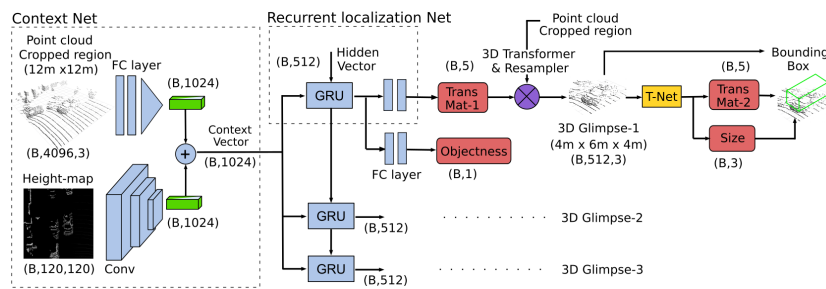 Context Net
Point cloud
Cropped region
(12m x12m)
FC layer
(B,1024)
(B,4096,3)
+
Context
Vector
(B,1024)
Height-map
(B,1024)
(B,120,120)
Conv
Recurrent localization Net
(B,512)
Hidden
Vector
GRU
FC layer
(B,5)
Trans
Mat-1
Objectness
(B,1)
Point cloud
Cropped region
3D Transformer
& Resampler
3D Glimpse-1
(4m x 6m x 4m)
(B,512,3)
T-Net
(B,5)
Trans
Mat-2
Size
(B,3)
Bounding
Box
GRU
(B,512)
3D Glimpse-2
GRU
(B,512)
3D Glimpse-3